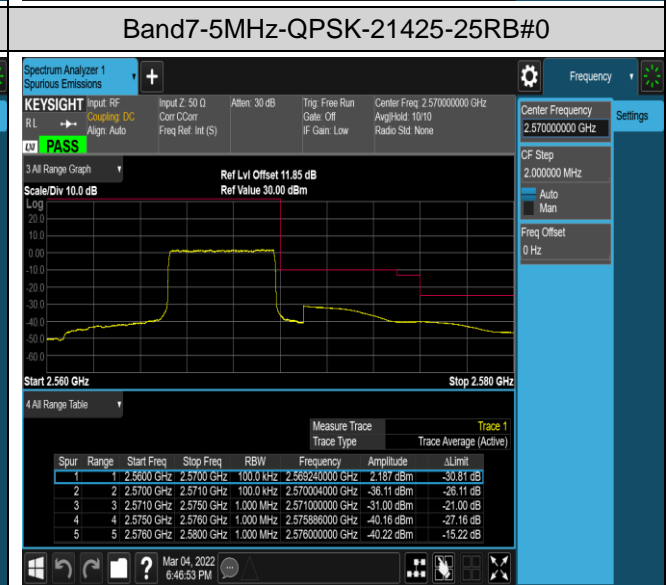 Band7-5MHz-QPSK-21425-25RB#0
Spectrum Analyzer 1
Spurious Emissions
+
Frequency
KEYSIGHT Input: RF Input Z: 50 Ω Atten: 30 dB Trig: Free Run Center Freq: 2.570000000 GHz
RL Coupling: DC Corr CCorr Gate: Off Avg|Hold: 10/10
Align: Auto Freq Ref: Int (S) IF Gain: Low Radio Std: None
LXI PASS
Center Frequency
2.570000000 GHz
Settings
CF Step
2.000000 MHz
Auto
Man
Freq Offset
0 Hz
3 All Range Graph
Ref Lvl Offset 11.85 dB
Scale/Div 10.0 dB Ref Value 30.00 dBm
Log
20.0
10.0
0.00
-10.0
-20.0
-30.0
-40.0
-50.0
-60.0
Start 2.560 GHz Stop 2.580 GHz
4 All Range Table
Measure Trace Trace 1
Trace Type Trace Average (Active)
Spur Range Start Freq Stop Freq RBW Frequency Amplitude ΔLimit
1 1 2.5600 GHz 2.5700 GHz 100.0 kHz 2.569240000 GHz 2.187 dBm -30.81 dB
2 2 2.5700 GHz 2.5710 GHz 100.0 kHz 2.570004000 GHz -36.11 dBm -26.11 dB
3 3 2.5710 GHz 2.5750 GHz 1.000 MHz 2.571000000 GHz -31.00 dBm -21.00 dB
4 4 2.5750 GHz 2.5760 GHz 1.000 MHz 2.575886000 GHz -40.16 dBm -27.16 dB
5 5 2.5760 GHz 2.5800 GHz 1.000 MHz 2.576000000 GHz -40.22 dBm -15.22 dB
?
Mar 04, 2022
6:46:53 PM